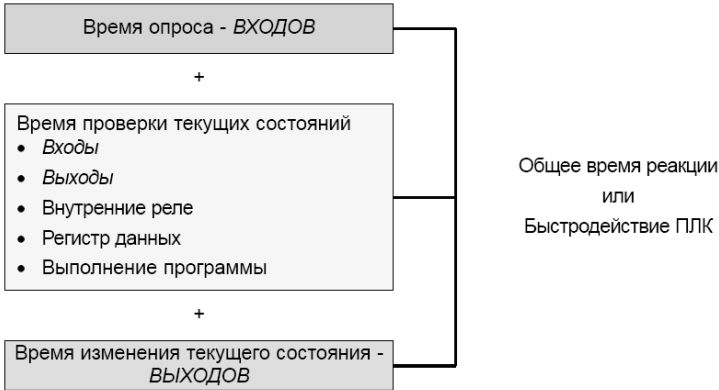 Время опроса - ВХОДОВ
+
Время проверки текущих состояний
• Входы
• Выходы
• Внутренние реле
• Регистр данных
• Выполнение программы
+
Время изменения текущего состояния -
ВЫХОДОВ
Общее время реакции
или
Быстродействие ПЛК